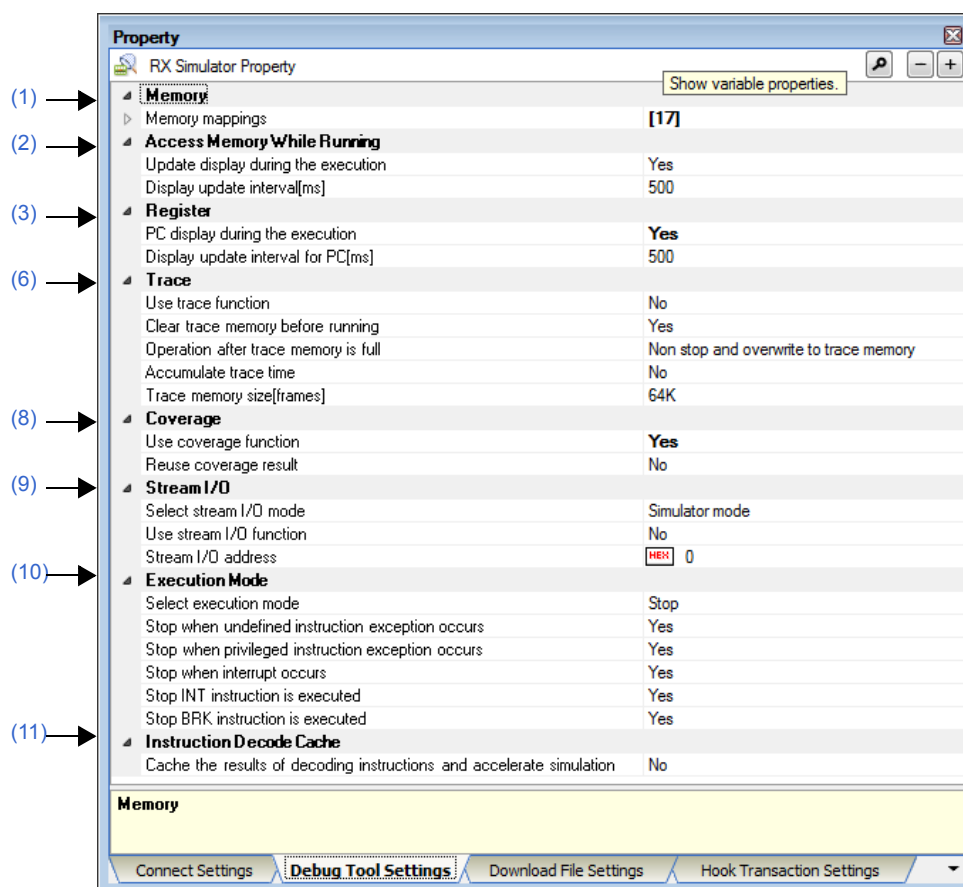 Property
RX Simulator Property
Show variable properties.
(1) Memory
Memory mappings [17]
(2) Access Memory While Running
Update display during the execution Yes
Display update interval[ms] 500
(3) Register
PC display during the execution Yes
Display update interval for PC[ms] 500
(6) Trace
Use trace function No
Clear trace memory before running Yes
Operation after trace memory is full Non stop and overwrite to trace memory
Accumulate trace time No
Trace memory size[frames] 64K
(8) Coverage
Use coverage function Yes
Reuse coverage result No
(9) Stream I/O
Select stream I/O mode Simulator mode
Use stream I/O function No
Stream I/O address HEX 0
(10) Execution Mode
Select execution mode Stop
Stop when undefined instruction exception occurs Yes
Stop when privileged instruction exception occurs Yes
Stop when interrupt occurs Yes
Stop INT instruction is executed Yes
Stop BRK instruction is executed Yes
(11) Instruction Decode Cache
Cache the results of decoding instructions and accelerate simulation No
Memory
Connect Settings Debug Tool Settings Download File Settings Hook Transaction Settings